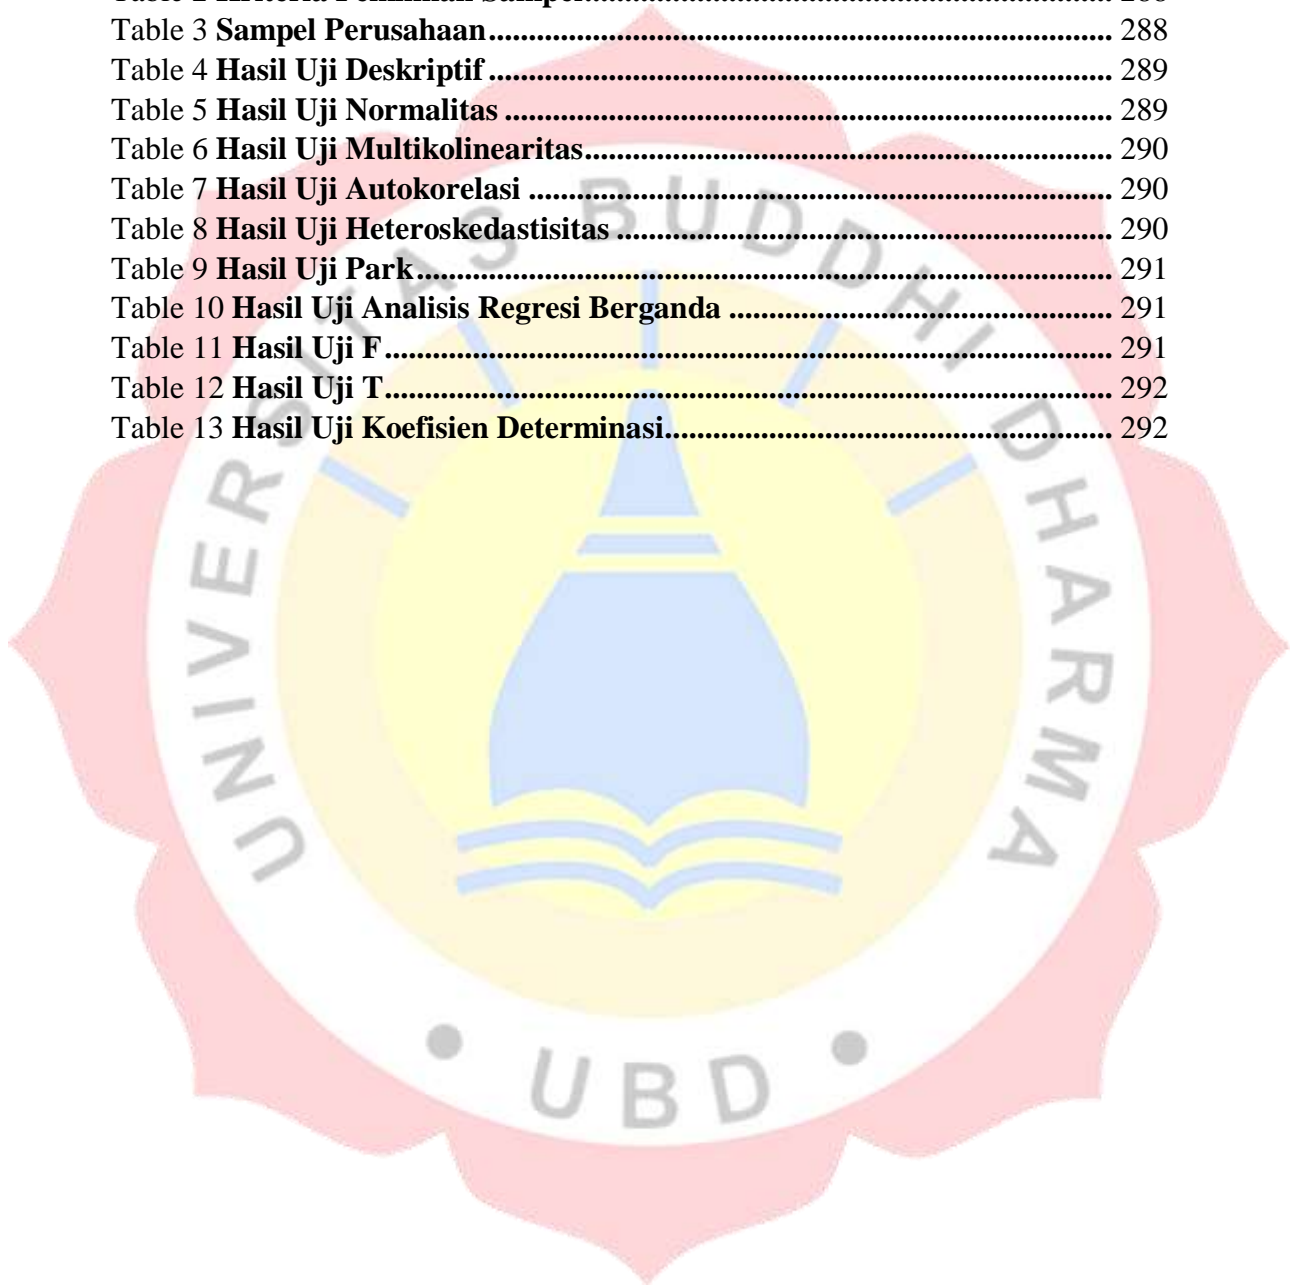 Table 3 Sampel Perusahaan.............................................................................. 288
Table 4 Hasil Uji Deskriptif .............................................................................. 289
Table 5 Hasil Uji Normalitas ............................................................................ 289
Table 6 Hasil Uji Multikolinearitas.................................................................. 290
Table 7 Hasil Uji Autokorelasi ......................................................................... 290
Table 8 Hasil Uji Heteroskedastisitas .............................................................. 290
Table 9 Hasil Uji Park....................................................................................... 291
Table 10 Hasil Uji Analisis Regresi Berganda ................................................ 291
Table 11 Hasil Uji F........................................................................................... 291
Table 12 Hasil Uji T........................................................................................... 292
Table 13 Hasil Uji Koefisien Determinasi........................................................ 292
UNIVERSITAS BUDDHI DHARMA
• UBD •